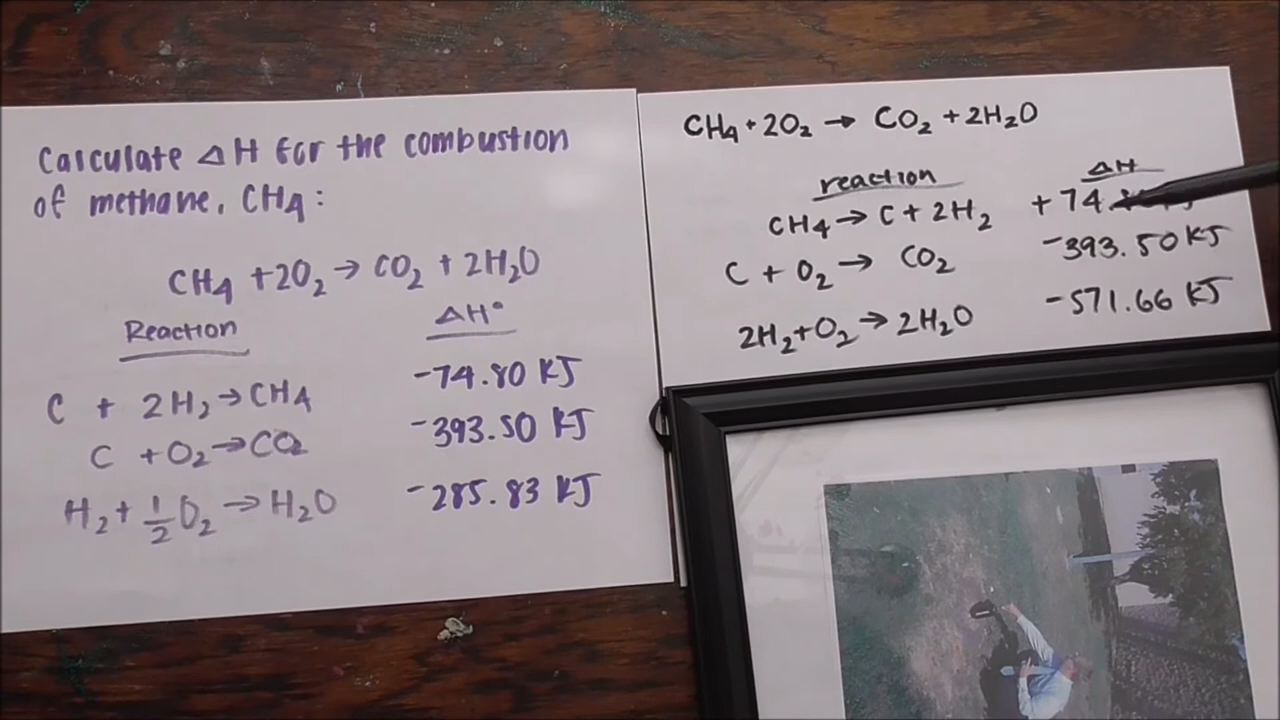 Calculate ΔH for the combustion
of methane, CH₄:
CH₄ + 2O₂ → CO₂ + 2H₂O
Reaction ΔH°
C + 2H₂ → CH₄ -74.80 KJ
C + O₂ → CO₂ -393.50 KJ
H₂ + ½O₂ → H₂O -285.83 KJ
CH₄ + 2O₂ → CO₂ + 2H₂O
reaction ΔH
CH₄ → C + 2H₂ +74.
C + O₂ → CO₂ -393.50 KJ
2H₂ + O₂ → 2H₂O -571.66 KJ